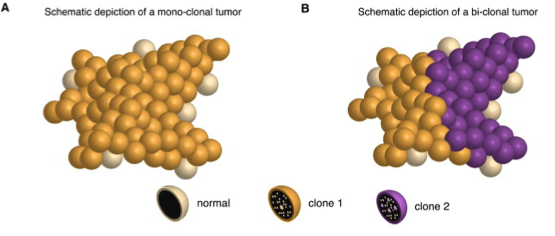 A
Schematic depiction of a mono-clonal tumor
B
Schematic depiction of a bi-clonal tumor
normal
clone 1
clone 2